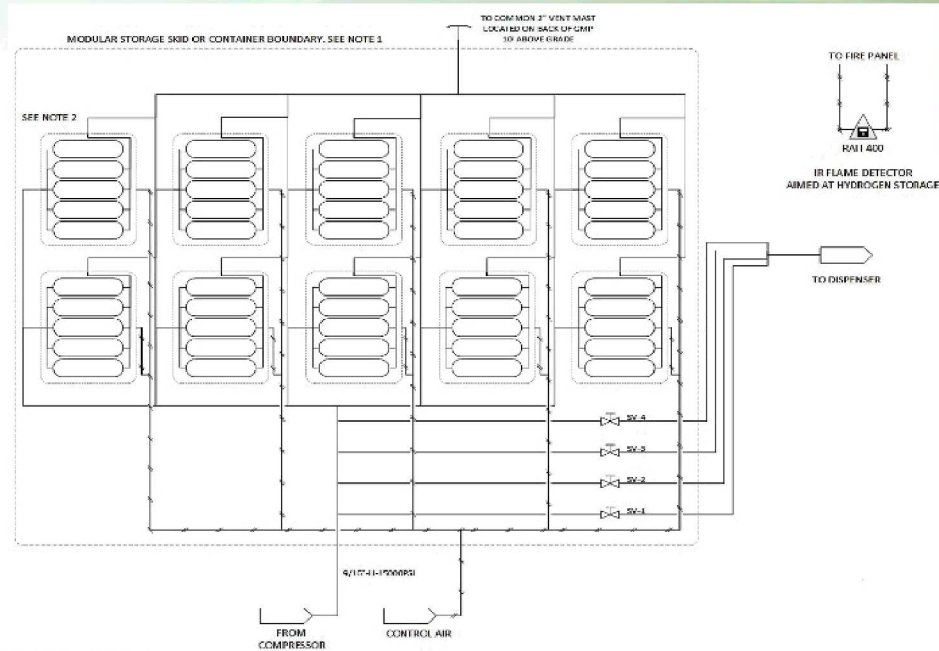 TO COMMON 2" VENT MAST
LOCATED ON BACK OF GMP
10' ABOVE GRADE
MODULAR STORAGE SKID OR CONTAINER BOUNDARY. SEE NOTE 1
TO FIRE PANEL
SEE NOTE 2
IR FLAME DETECTOR
AIMED AT HYDROGEN STORAGE
TO DISPENSER
SV-4
SV-3
SV-2
SV-1
FROM
COMPRESSOR
CONTROL AIR